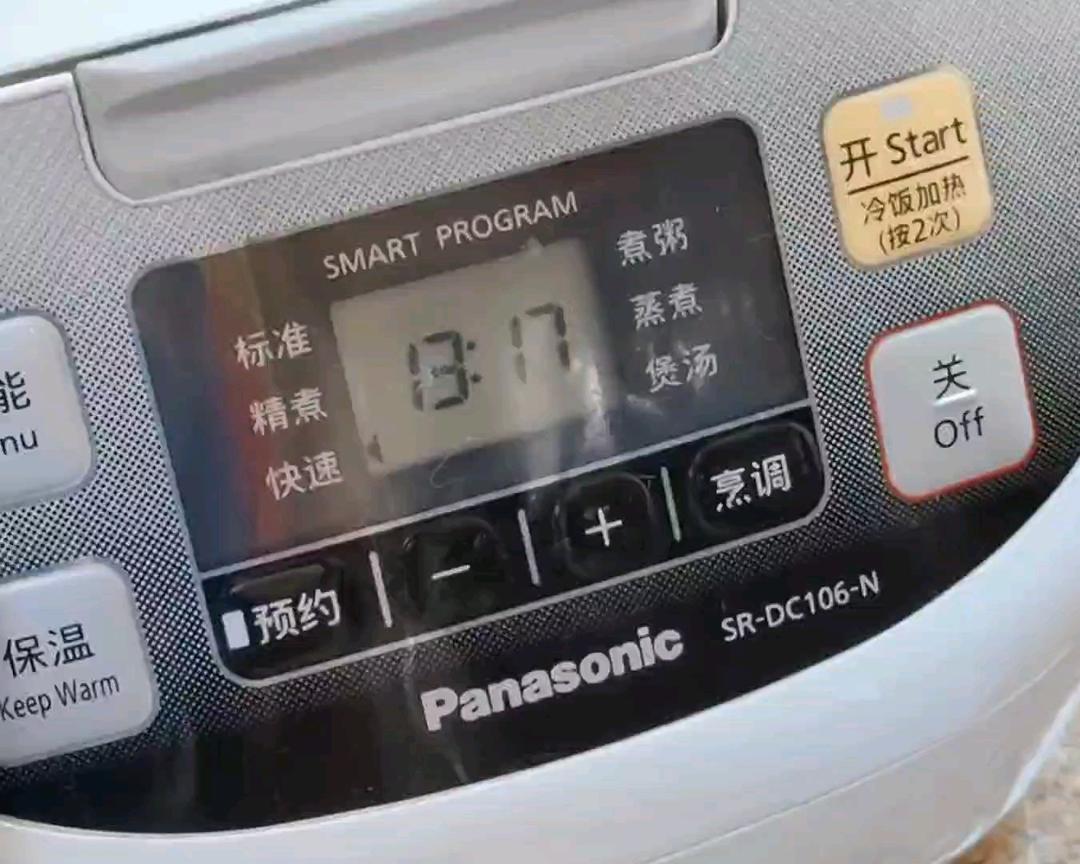 SMART PROGRAM
标准
精煮
快速
煮粥
蒸煮
煲汤
开 Start
冷饭加热
(按2次)
关
Off
能
nu
保温
Keep Warm
预约
−
+
烹调
Panasonic
SR-DC106-N